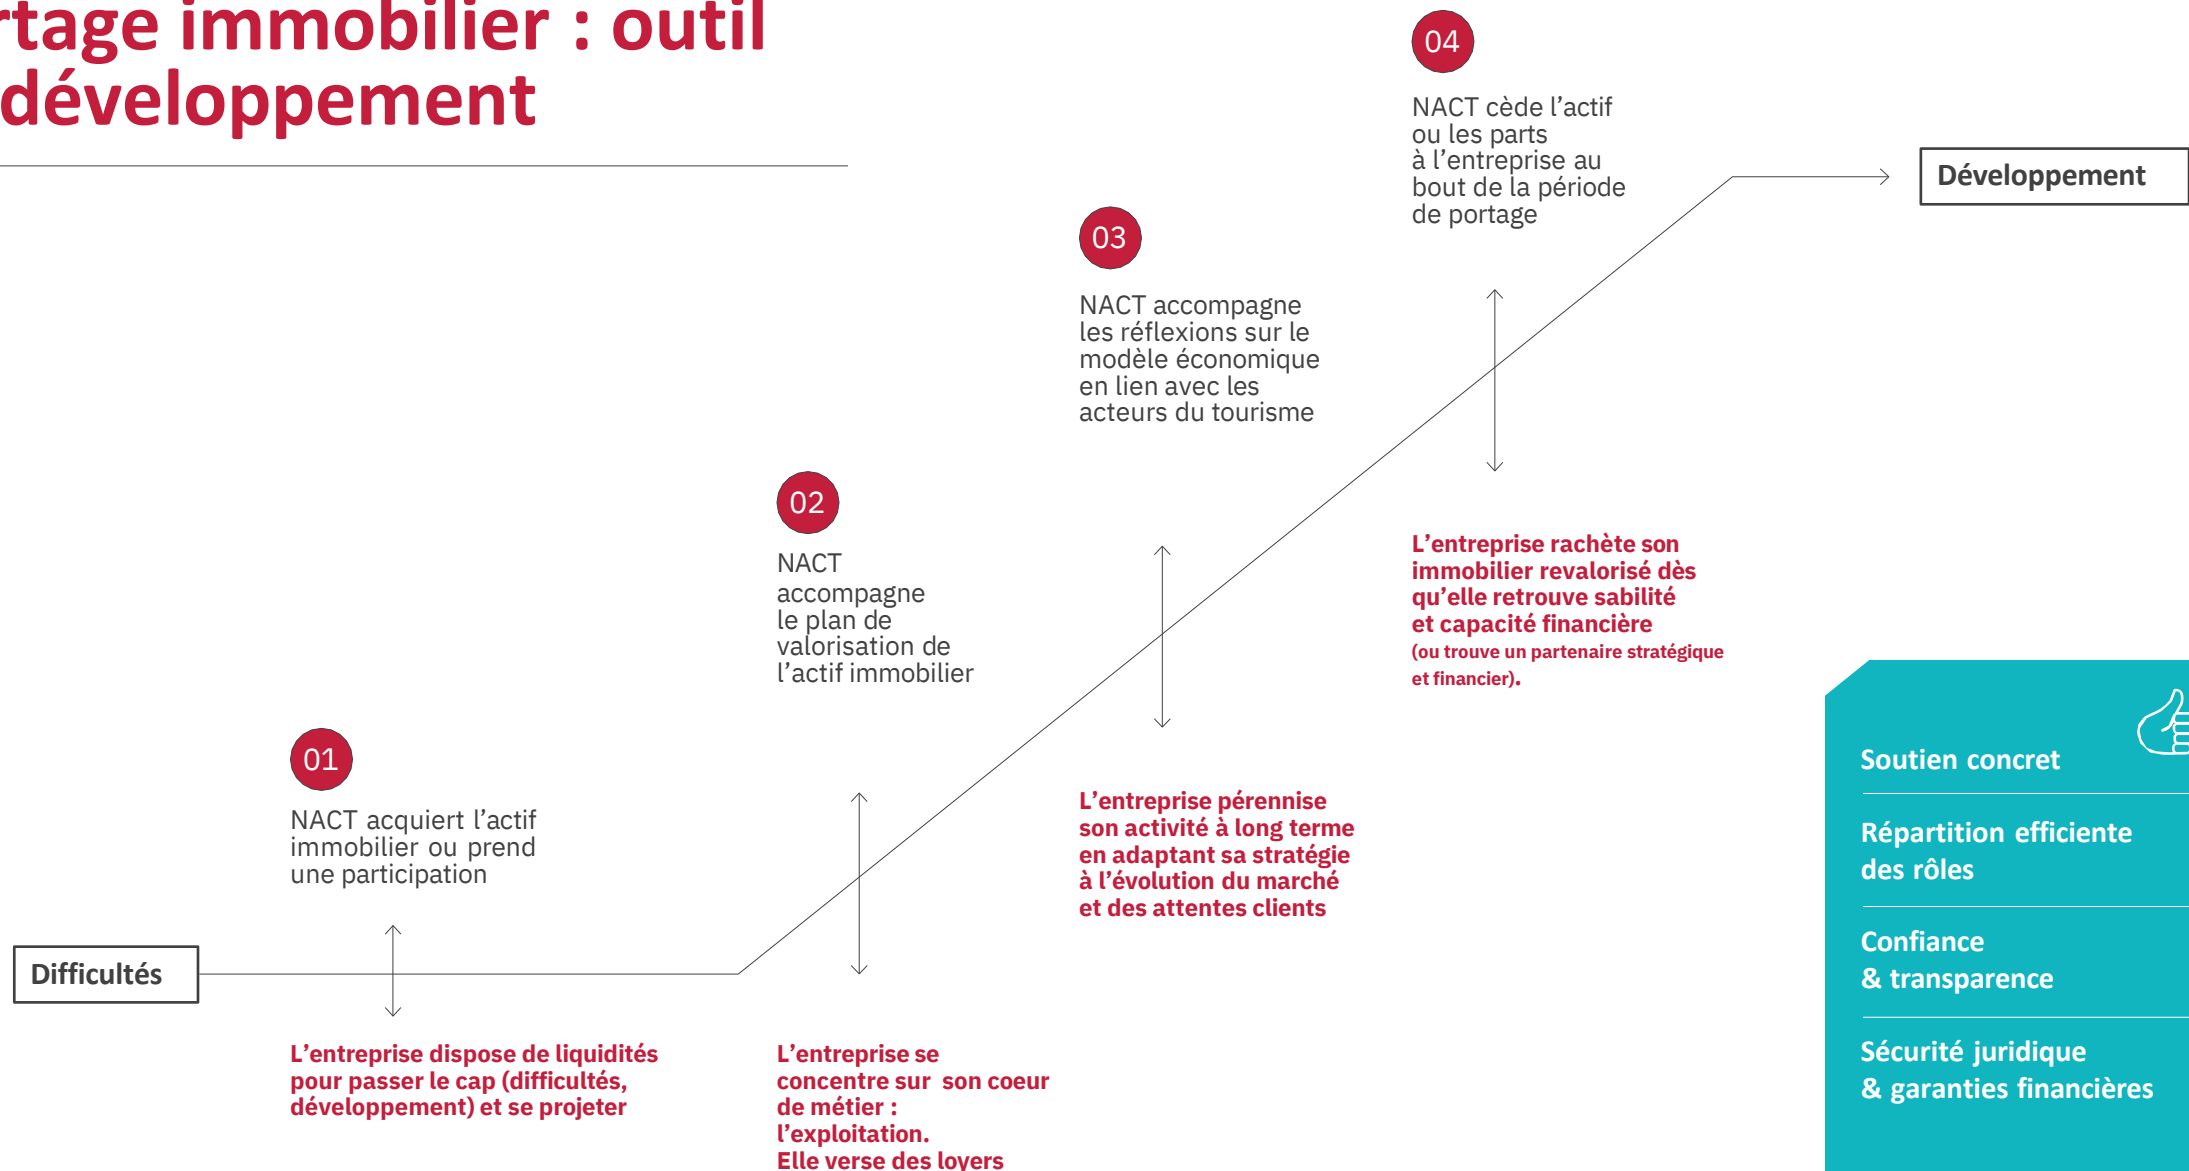 rtage immobilier : outil
développement
04
NACT cède l’actif
ou les parts
à l’entreprise au
bout de la période
de portage
Développement
03
NACT accompagne
les réflexions sur le
modèle économique
en lien avec les
acteurs du tourisme
02
NACT
accompagne
le plan de
valorisation de
l’actif immobilier
L’entreprise rachète son
immobilier revalorisé dès
qu’elle retrouve sabilité
et capacité financière
(ou trouve un partenaire stratégique
et financier).
01
NACT acquiert l’actif
immobilier ou prend
une participation
L’entreprise pérennise
son activité à long terme
en adaptant sa stratégie
à l’évolution du marché
et des attentes clients
Difficultés
L’entreprise dispose de liquidités
pour passer le cap (difficultés,
développement) et se projeter
L’entreprise se
concentre sur son coeur
de métier :
l’exploitation.
Elle verse des loyers
Soutien concret
Répartition efficiente
des rôles
Confiance
& transparence
Sécurité juridique
& garanties financières